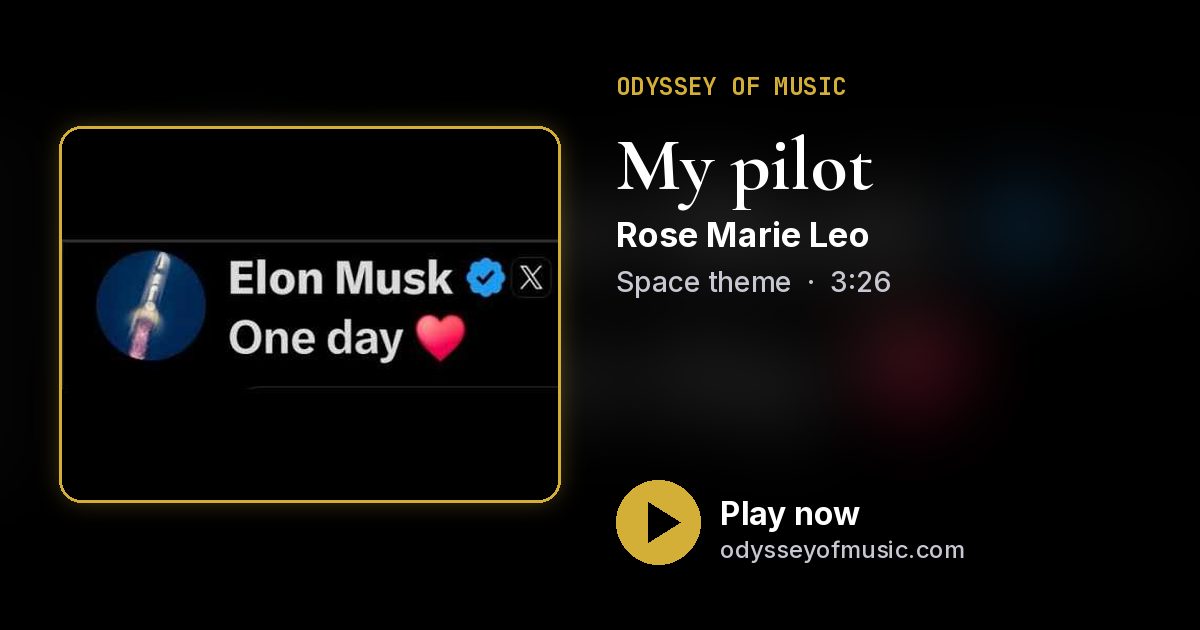 ODYSSEY OF MUSIC
My pilot
Rose Marie Leo
Space theme · 3:26
Elon Musk
One day ❤️
Play now
odysseyofmusic.com